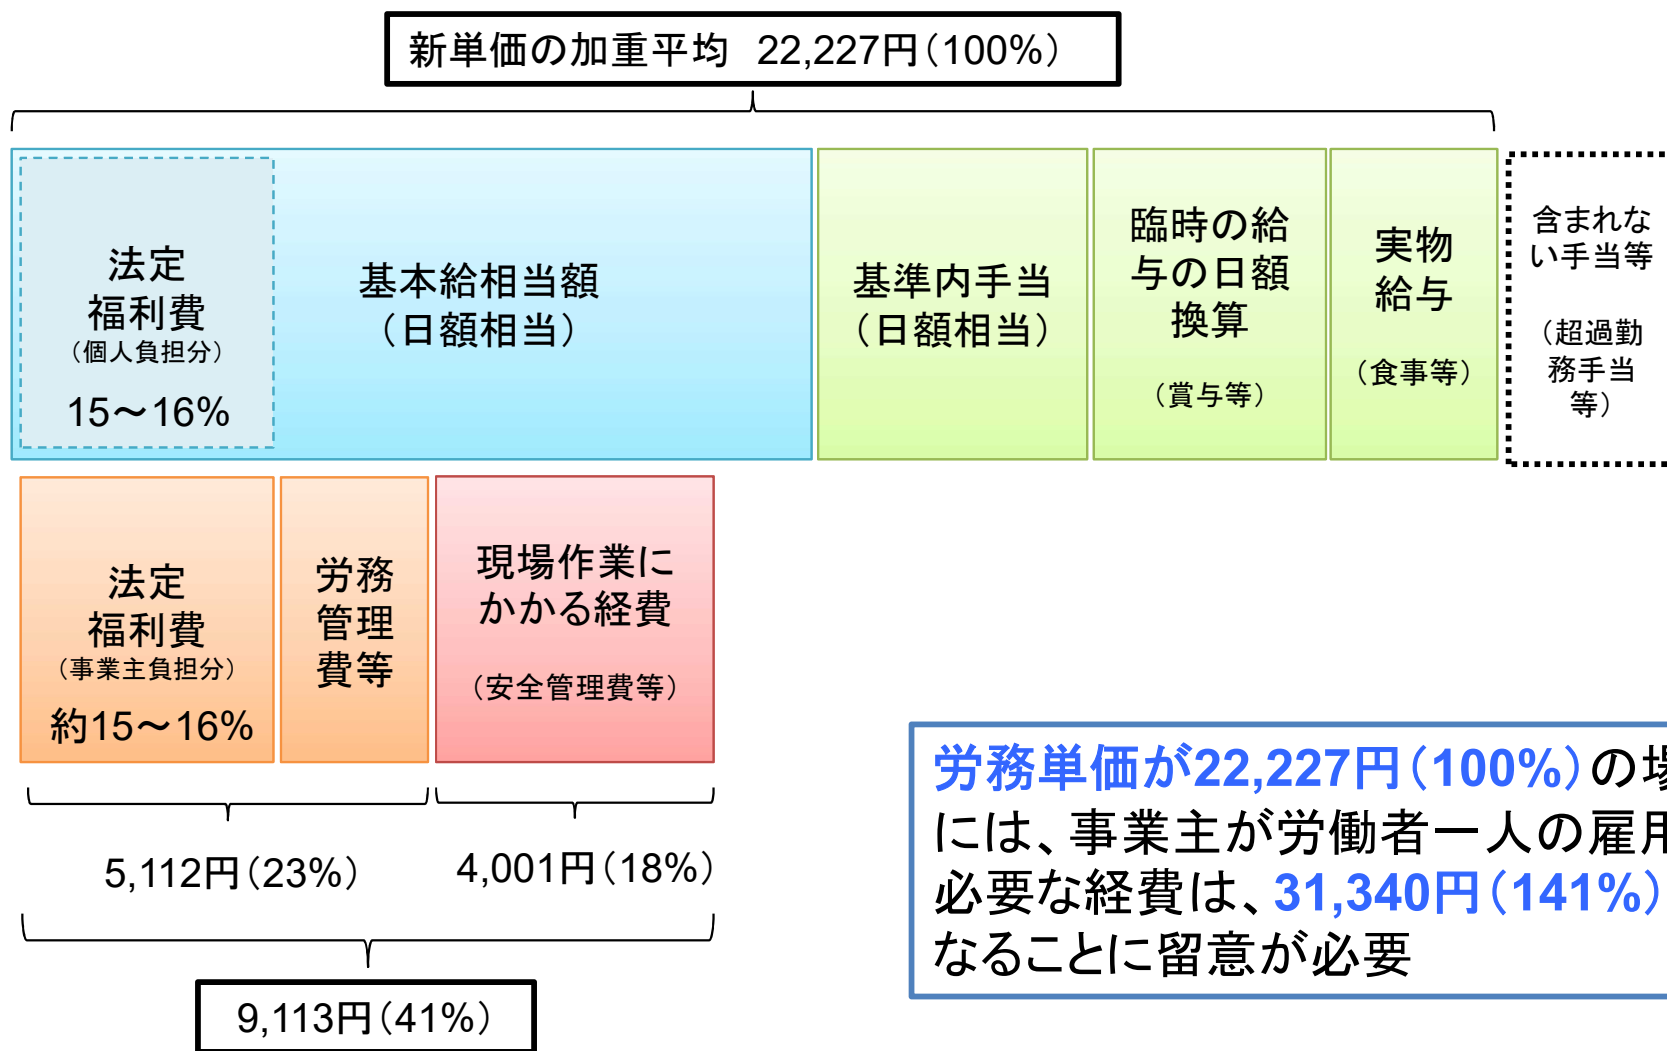 新単価の加重平均 22,227円（100%）
法定
福利費
（個人負担分）
15～16%
基本給相当額
（日額相当）
基準内手当
（日額相当）
臨時の給
与の日額
換算
（賞与等）
実物
給与
（食事等）
含まれな
い手当等
（超過勤
務手当
等）
法定
福利費
（事業主負担分）
約15～16%
労務
管理
費等
現場作業に
かかる経費
（安全管理費等）
5,112円（23%）
4,001円（18%）
9,113円（41%）
労務単価が22,227円（100%）の場
には、事業主が労働者一人の雇用
必要な経費は、31,340円（141%）
なることに留意が必要